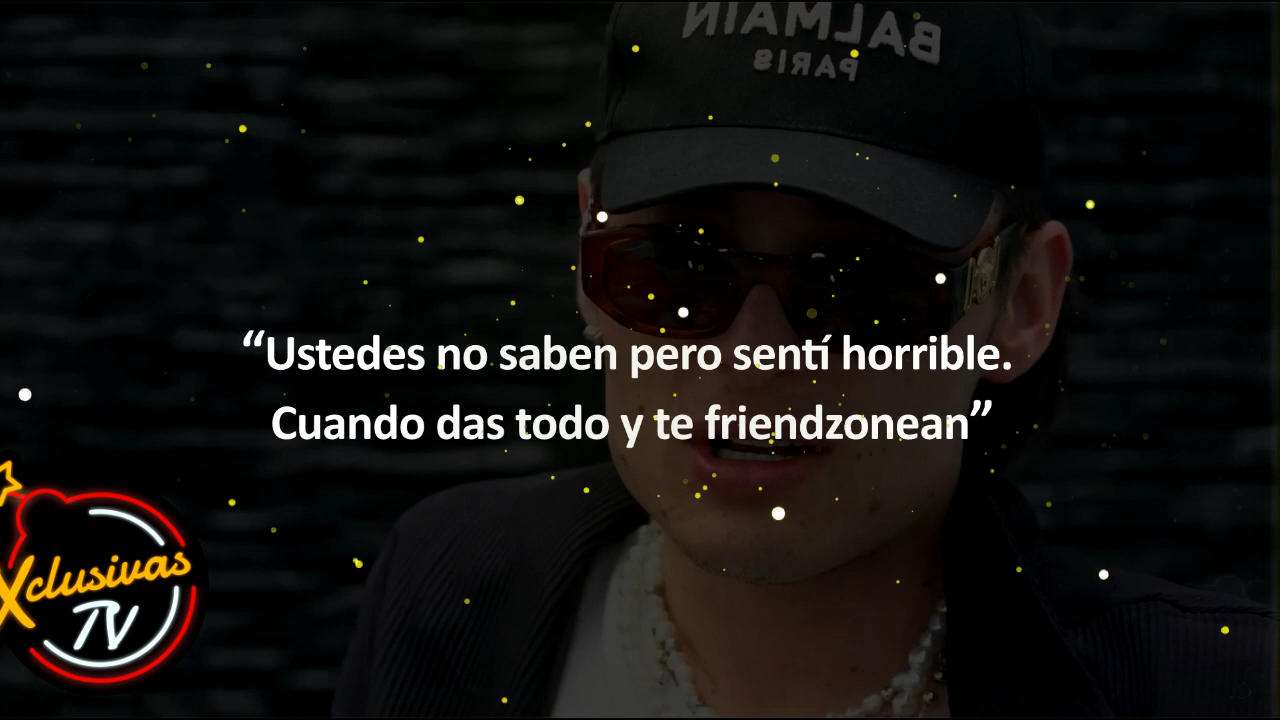 BALMAIN
PARIS
“Ustedes no saben pero sentí horrible.
Cuando das todo y te friendzonean”
Xclusivas
TV